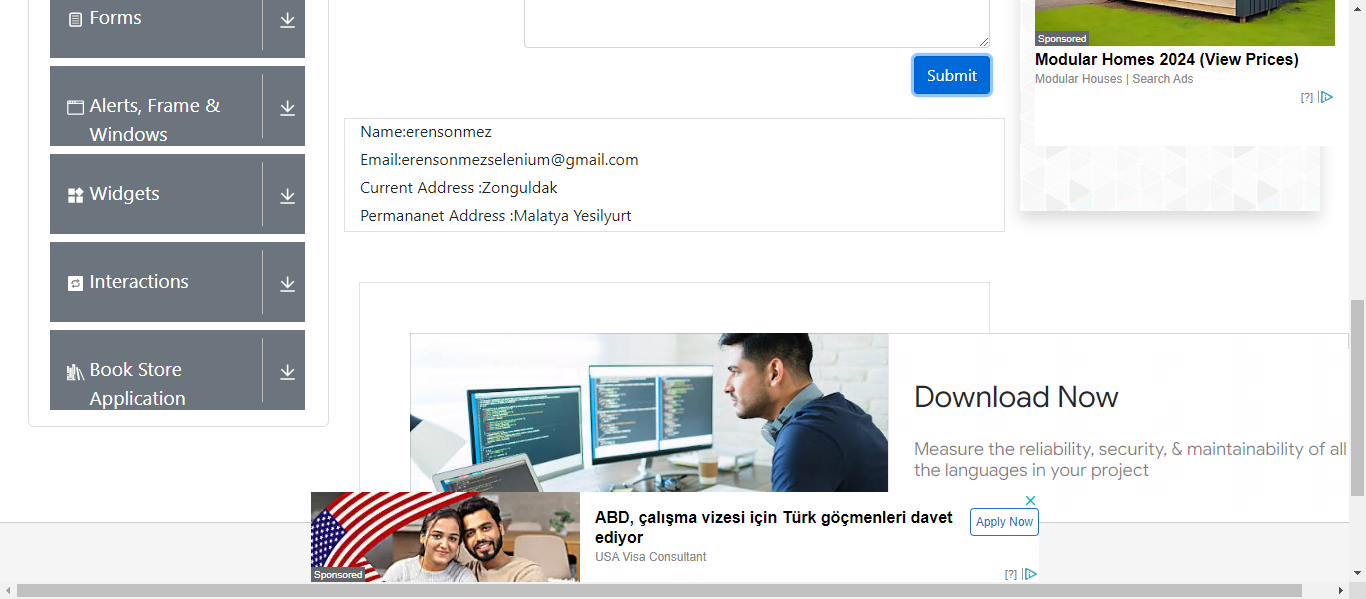 Forms
Alerts, Frame &
Windows
Widgets
Interactions
Book Store
Application
Submit
Name:erensonmez
Email:erensonmezselenium@gmail.com
Current Address :Zonguldak
Permananet Address :Malatya Yesilyurt
Sponsored
Modular Homes 2024 (View Prices)
Modular Houses | Search Ads
[?]
Download Now
Measure the reliability, security, & maintainability of all
the languages in your project
Sponsored
ABD, çalışma vizesi için Türk göçmenleri davet
ediyor
USA Visa Consultant
Apply Now
[?]